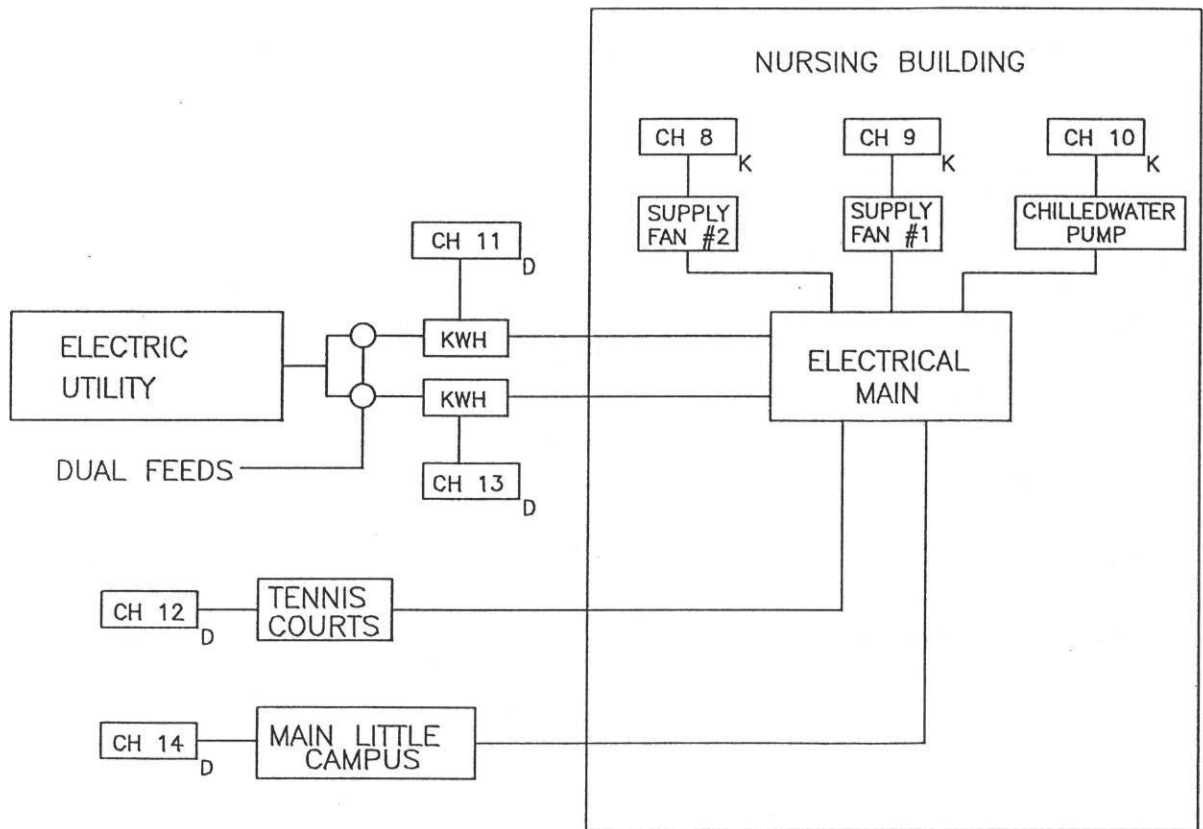 NURSING BUILDING
CH 8
K
CH 9
K
CH 10
K
SUPPLY
FAN #2
SUPPLY
FAN #1
CHILLEDWATER
PUMP
CH 11
D
ELECTRIC
UTILITY
KWH
KWH
ELECTRICAL
MAIN
DUAL FEEDS
CH 13
D
CH 12
D
TENNIS
COURTS
CH 14
D
MAIN LITTLE
CAMPUS